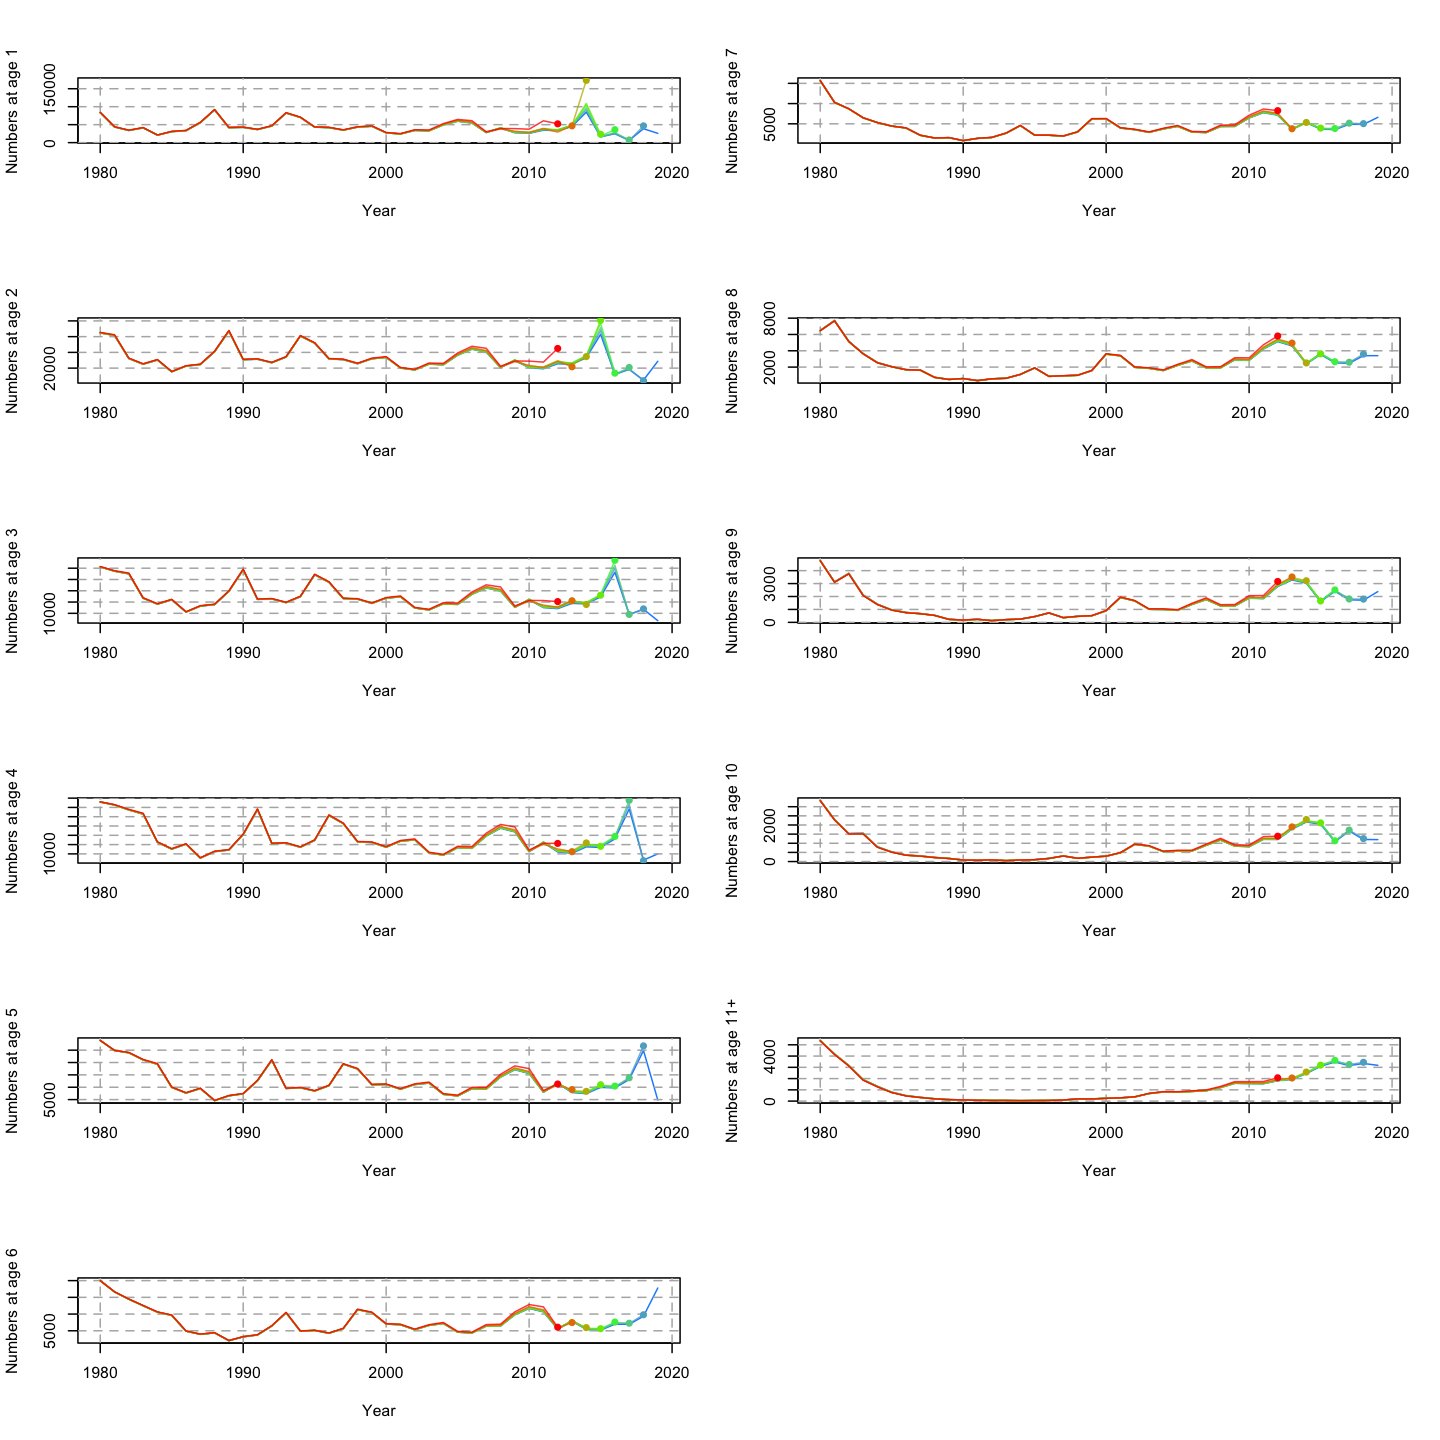 Numbers at age 1
0
150000
1980 1990 2000 2010 2020
Year
Numbers at age 2
20000
1980 1990 2000 2010 2020
Year
Numbers at age 3
10000
1980 1990 2000 2010 2020
Year
Numbers at age 4
10000
1980 1990 2000 2010 2020
Year
Numbers at age 5
5000
1980 1990 2000 2010 2020
Year
Numbers at age 6
5000
1980 1990 2000 2010 2020
Year
Numbers at age 7
5000
1980 1990 2000 2010 2020
Year
Numbers at age 8
2000
8000
1980 1990 2000 2010 2020
Year
Numbers at age 9
0
3000
1980 1990 2000 2010 2020
Year
Numbers at age 10
0
2000
1980 1990 2000 2010 2020
Year
Numbers at age 11+
0
4000
1980 1990 2000 2010 2020
Year